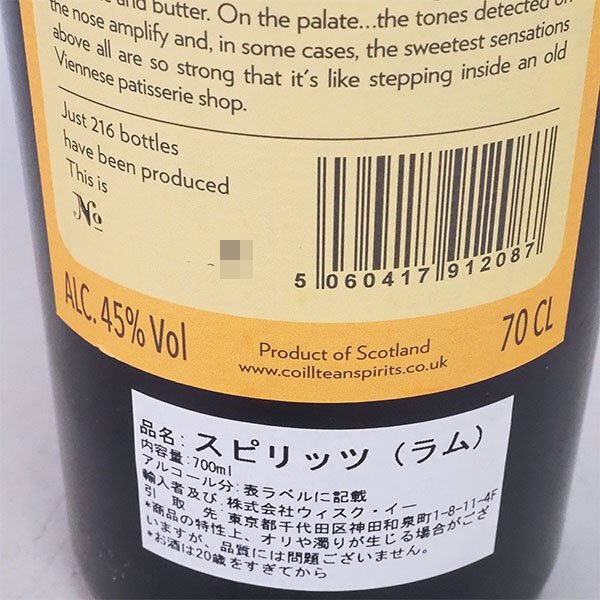 and butter. On the palate...the tones detected on
the nose amplify and, in some cases, the sweetest sensations
above all are so strong that it's like stepping inside an old
Viennese patisserie shop.
Just 216 bottles
have been produced
This is
No
5 060417 912087
ALC. 45% Vol
70 CL
Product of Scotland
www.coillteanspirits.co.uk
品名: スピリッツ（ラム）
内容量: 700ml
アルコール分: 表ラベルに記載
輸入者及び: 株式会社ウィスク・イー
引 取 先 東京都千代田区神田和泉町1-8-11-4F
*商品の特性上、オリや濁りが生じる場合がござ
いますが、品質には問題ございません。
*お酒は20歳をすぎてから